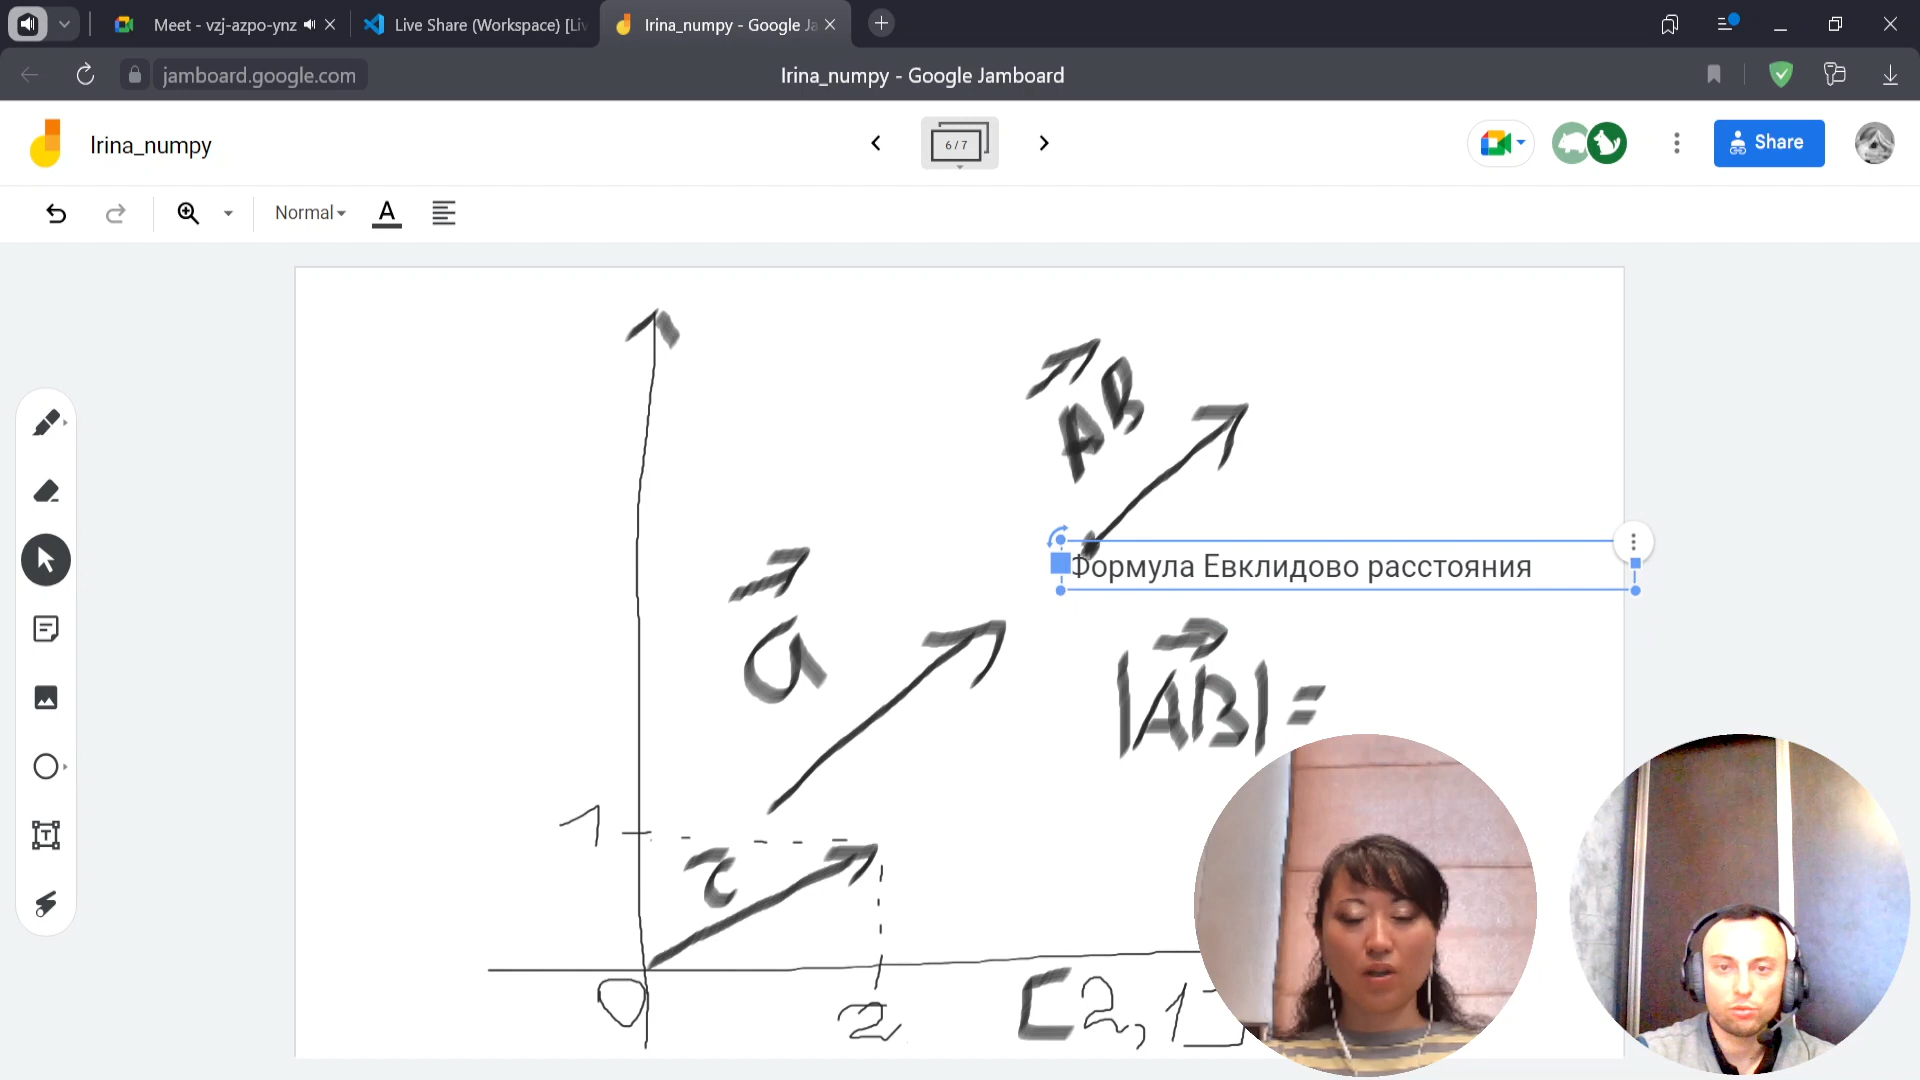 Meet - vzj-azpo-ynz
Live Share (Workspace) [Liv
Irina_numpy - Google Ja
jamboard.google.com
Irina_numpy - Google Jamboard
Irina_numpy
6 / 7
Share
Normal
A
AB
Формула Евклидово расстояния
a
|AB| =
1
r
0
2
[2, 1]